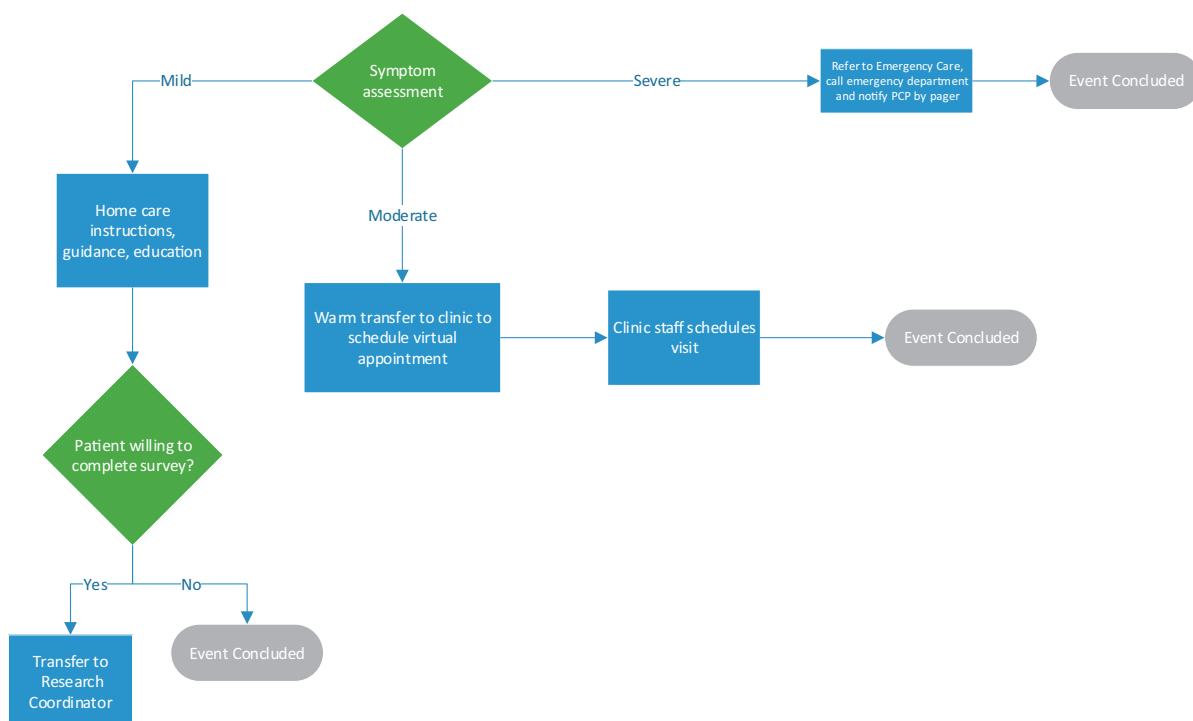 Mild
Symptom
assessment
Severe
Refer to Emergency Care,
call emergency department
and notify PCP by pager
Event Concluded
Home care
instructions,
guidance, education
Moderate
Warm transfer to clinic to
schedule virtual
appointment
Clinic staff schedules
visit
Event Concluded
Patient willing to
complete survey?
Yes
No
Transfer to
Research
Coordinator
Event Concluded